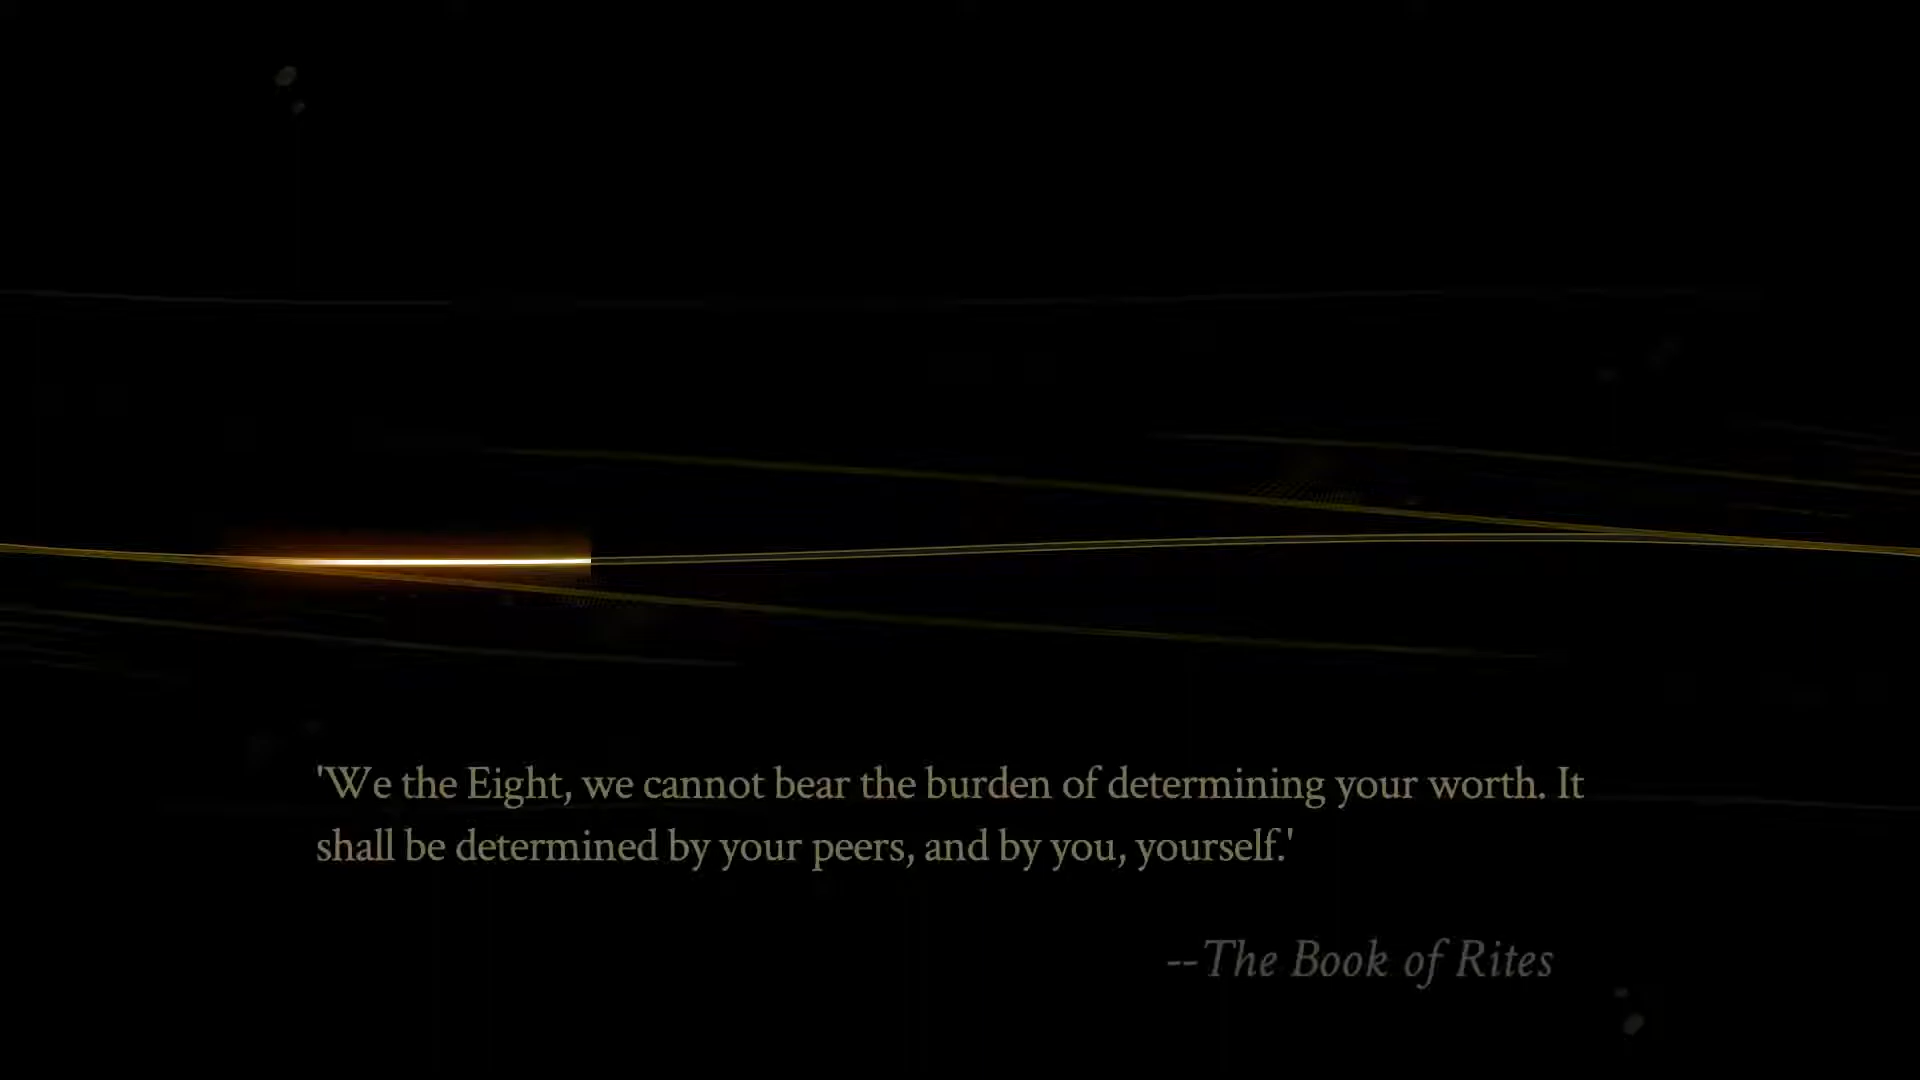 'We the Eight, we cannot bear the burden of determining your worth. It
shall be determined by your peers, and by you, yourself.'
--The Book of Rites